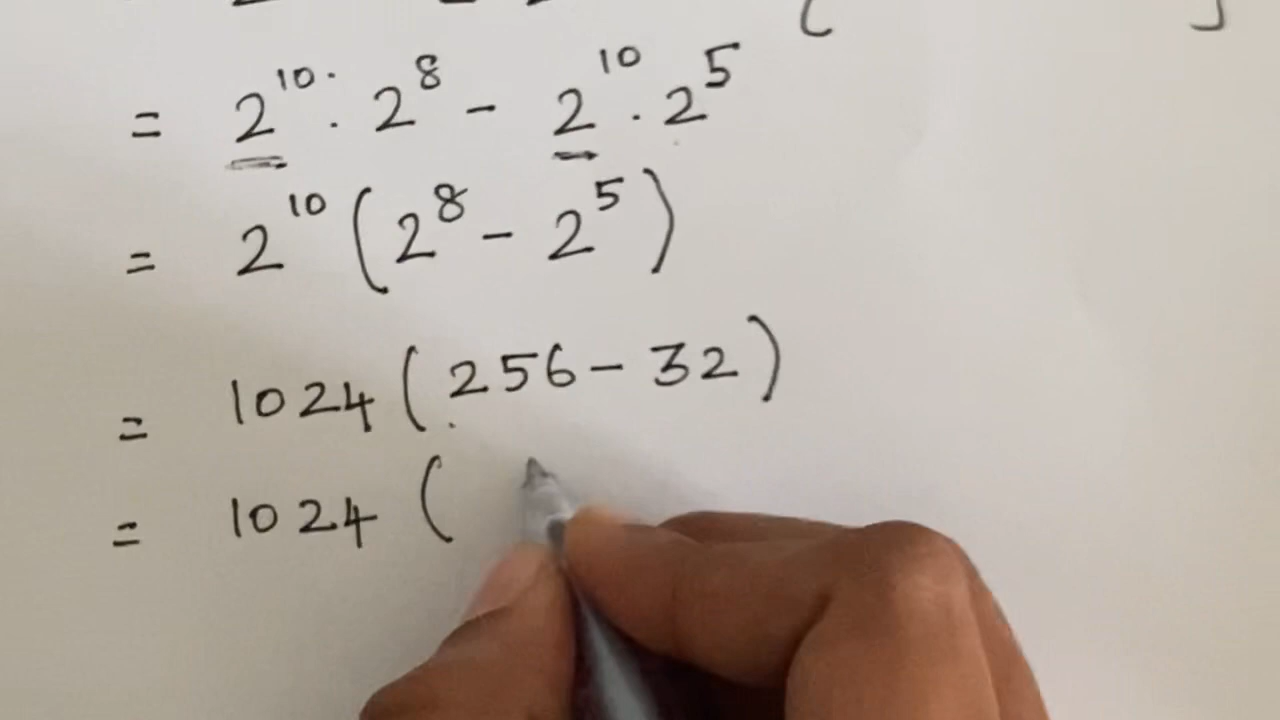 = 2^10 · 2^8 - 2^10 · 2^5
= 2^10 (2^8 - 2^5)
= 1024 (256 - 32)
= 1024 (